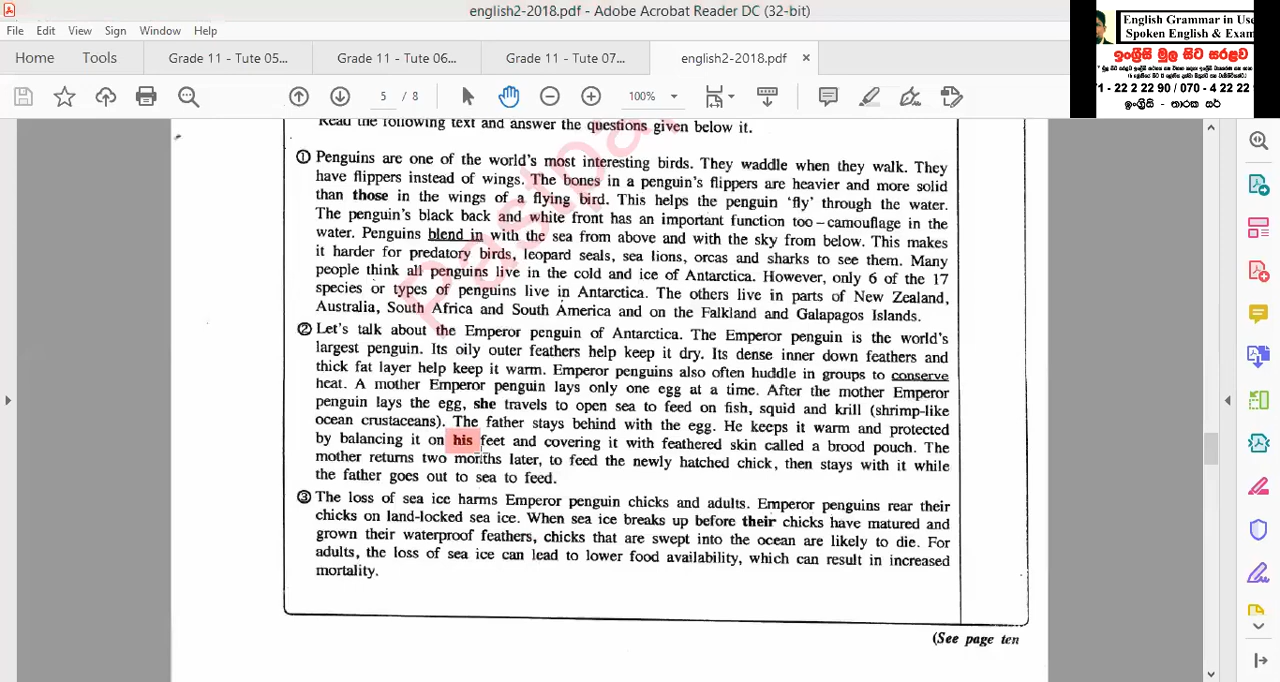 english2-2018.pdf - Adobe Acrobat Reader DC (32-bit)
File Edit View Sign Window Help
Home Tools Grade 11 - Tute 05... Grade 11 - Tute 06... Grade 11 - Tute 07... english2-2018.pdf ×
5 / 8 100%
English Grammar in Use
Spoken English & Exam
ඉංග්‍රීසි මුල සිට සරළව
71 - 22 2 22 90 / 070 - 4 22 22
ඉංග්‍රීසි - තාරක සර්
Read the following text and answer the questions given below it.
① Penguins are one of the world's most interesting birds. They waddle when they walk. They
have flippers instead of wings. The bones in a penguin's flippers are heavier and more solid
than those in the wings of a flying bird. This helps the penguin 'fly' through the water.
The penguin's black back and white front has an important function too – camouflage in the
water. Penguins blend in with the sea from above and with the sky from below. This makes
it harder for predatory birds, leopard seals, sea lions, orcas and sharks to see them. Many
people think all penguins live in the cold and ice of Antarctica. However, only 6 of the 17
species or types of penguins live in Antarctica. The others live in parts of New Zealand,
Australia, South Africa and South America and on the Falkland and Galapagos Islands.
② Let's talk about the Emperor penguin of Antarctica. The Emperor penguin is the world's
largest penguin. Its oily outer feathers help keep it dry. Its dense inner down feathers and
thick fat layer help keep it warm. Emperor penguins also often huddle in groups to conserve
heat. A mother Emperor penguin lays only one egg at a time. After the mother Emperor
penguin lays the egg, she travels to open sea to feed on fish, squid and krill (shrimp-like
ocean crustaceans). The father stays behind with the egg. He keeps it warm and protected
by balancing it on his feet and covering it with feathered skin called a brood pouch. The
mother returns two months later, to feed the newly hatched chick, then stays with it while
the father goes out to sea to feed.
③ The loss of sea ice harms Emperor penguin chicks and adults. Emperor penguins rear their
chicks on land-locked sea ice. When sea ice breaks up before their chicks have matured and
grown their waterproof feathers, chicks that are swept into the ocean are likely to die. For
adults, the loss of sea ice can lead to lower food availability, which can result in increased
mortality.
(See page ten
Pastpa